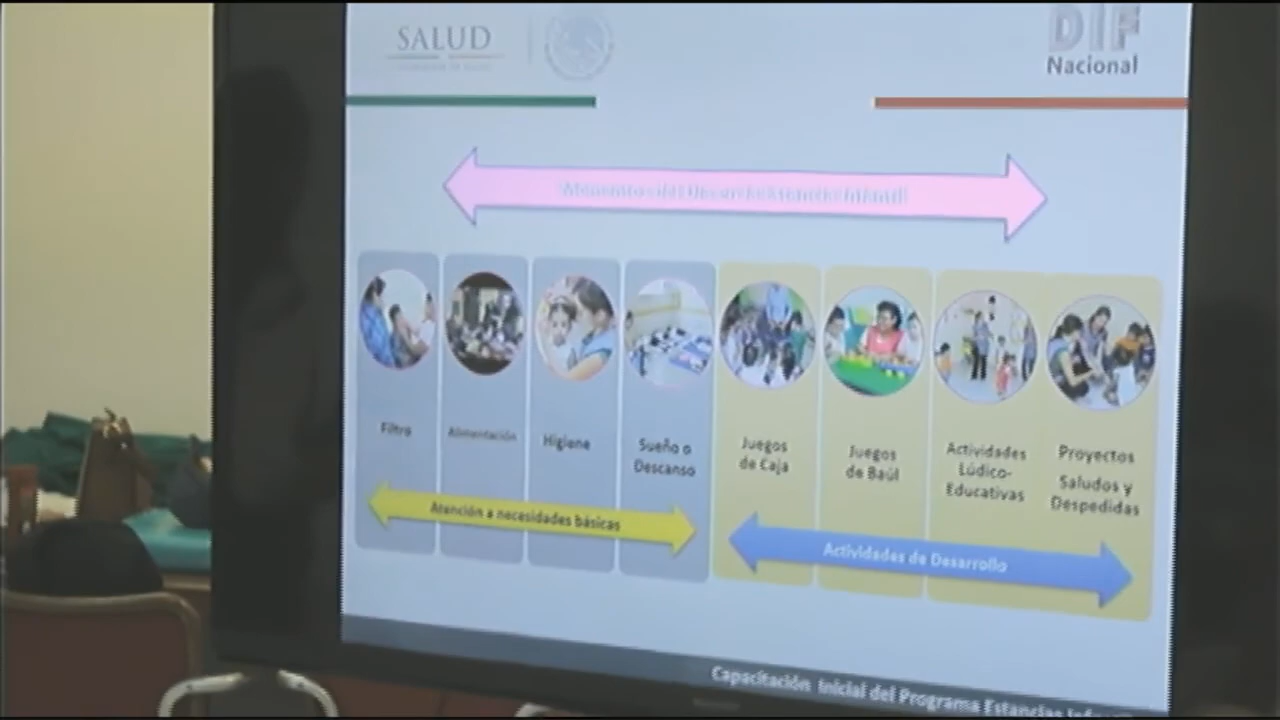 SALUD
DIF
Nacional
Filtro
Alimentación
Higiene
Sueño o
Descanso
Juegos
de Caja
Juegos
de Baúl
Actividades
Lúdico-
Educativas
Proyectos
Saludos y
Despedidas
Atención a necesidades básicas
Actividades de Desarrollo
Capacitación Inicial del Programa Estancias